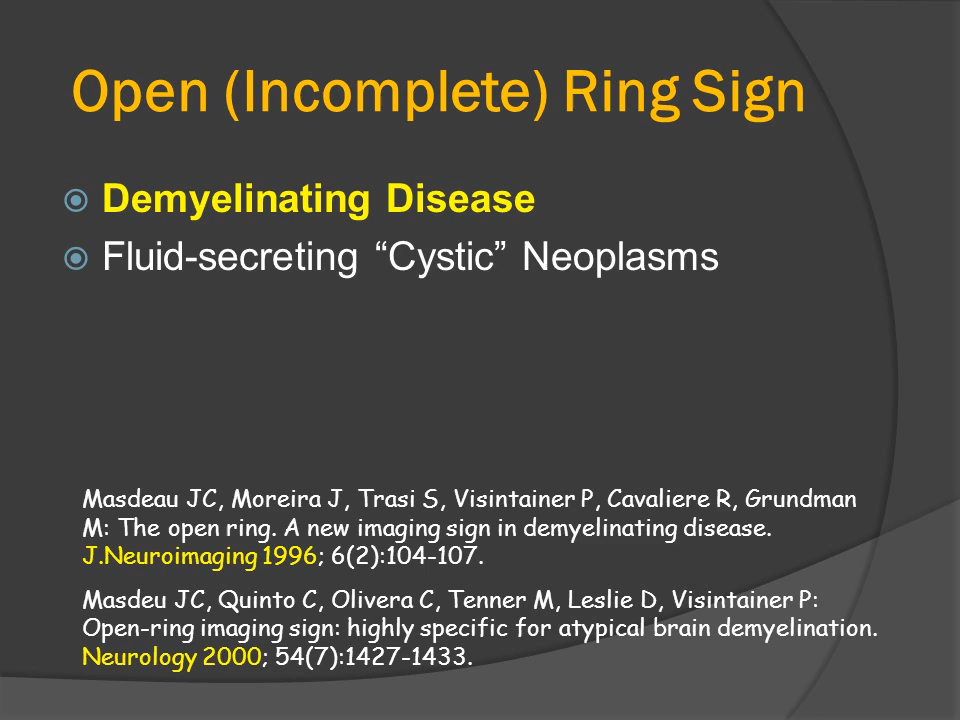 Open (Incomplete) Ring Sign
Demyelinating Disease
Fluid-secreting “Cystic” Neoplasms
Masdeau JC, Moreira J, Trasi S, Visintainer P, Cavaliere R, Grundman
M: The open ring. A new imaging sign in demyelinating disease.
J.Neuroimaging 1996; 6(2):104-107.
Masdeu JC, Quinto C, Olivera C, Tenner M, Leslie D, Visintainer P:
Open-ring imaging sign: highly specific for atypical brain demyelination.
Neurology 2000; 54(7):1427-1433.